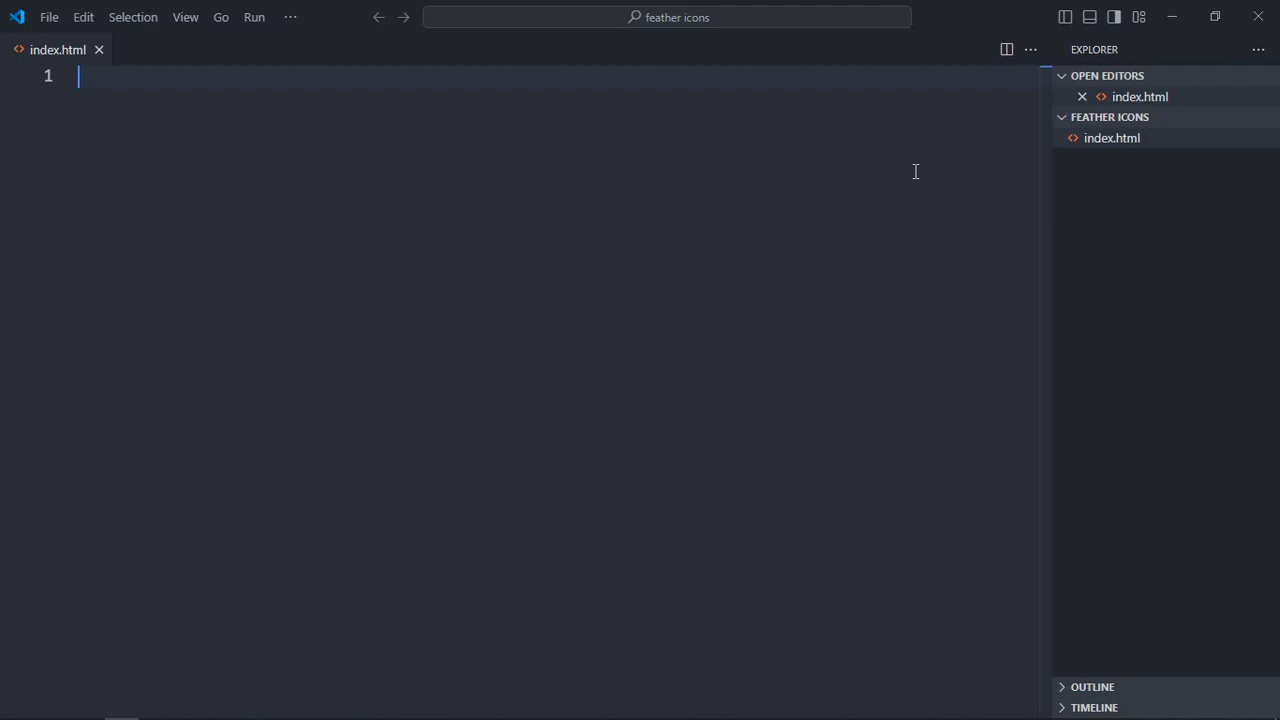 File Edit Selection View Go Run ···
feather icons
index.html
EXPLORER
1
OPEN EDITORS
index.html
FEATHER ICONS
index.html
OUTLINE
TIMELINE